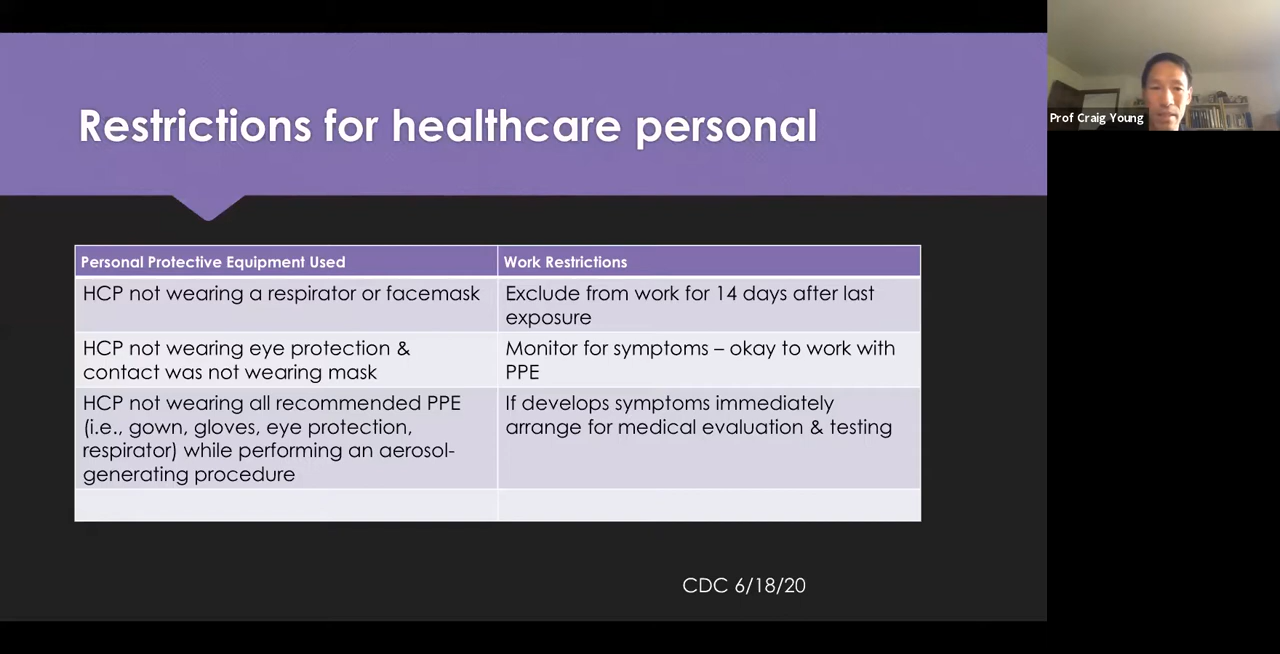 Restrictions for healthcare personal
Prof Craig Young
Personal Protective Equipment Used
Work Restrictions
HCP not wearing a respirator or facemask
Exclude from work for 14 days after last
exposure
HCP not wearing eye protection &
contact was not wearing mask
Monitor for symptoms – okay to work with
PPE
HCP not wearing all recommended PPE
(i.e., gown, gloves, eye protection,
respirator) while performing an aerosol-
generating procedure
If develops symptoms immediately
arrange for medical evaluation & testing
CDC 6/18/20